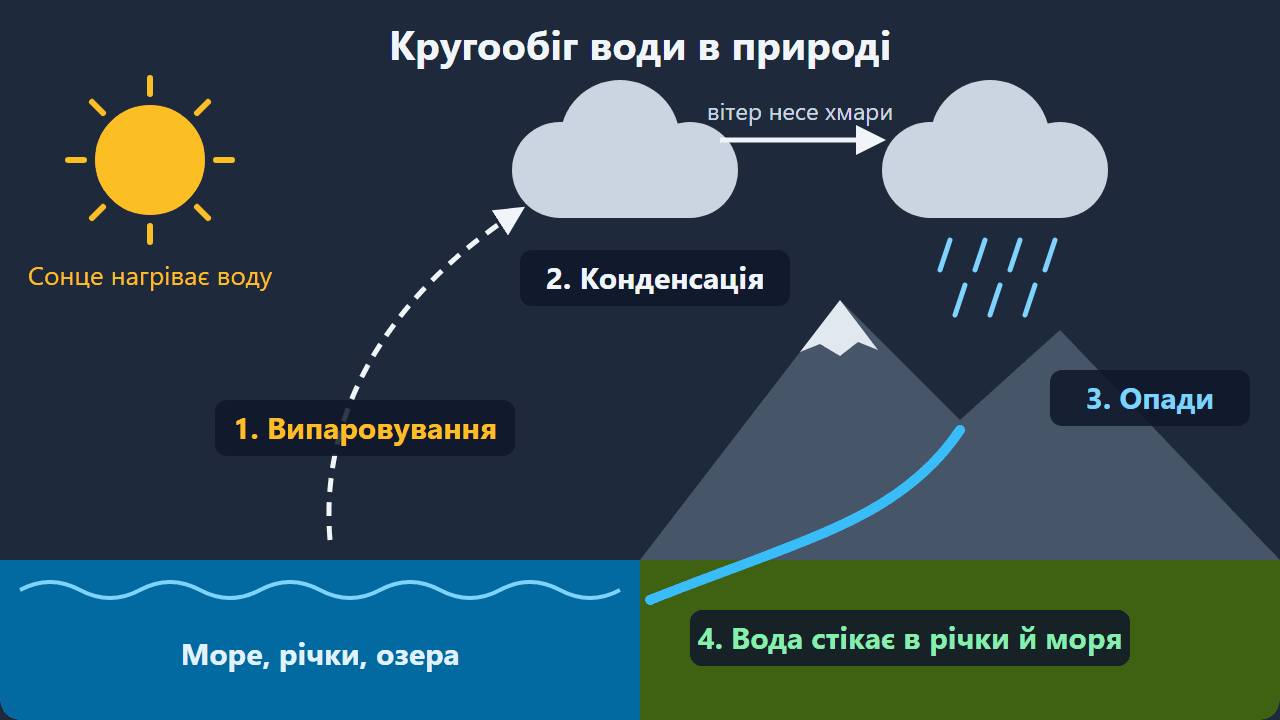 Кругообіг води в природі
вітер несе хмари
Сонце нагріває воду
2. Конденсація
3. Опади
1. Випаровування
4. Вода стікає в річки й моря
Море, річки, озера